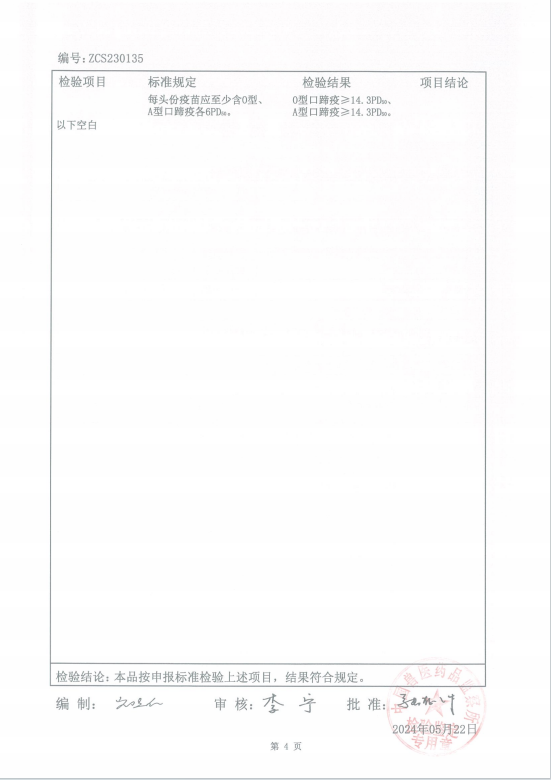 编号:ZCS230135
检验项目 标准规定 检验结果 项目结论
每头份疫苗应至少含O型、 O型口蹄疫≥14.3PD₅₀、
A型口蹄疫各6PD₅₀。 A型口蹄疫≥14.3PD₅₀。
以下空白
检验结论:本品按申报标准检验上述项目，结果符合规定。
编 制: 审 核:李宁 批 准:
2024年05月22日
专用章
第 4 页